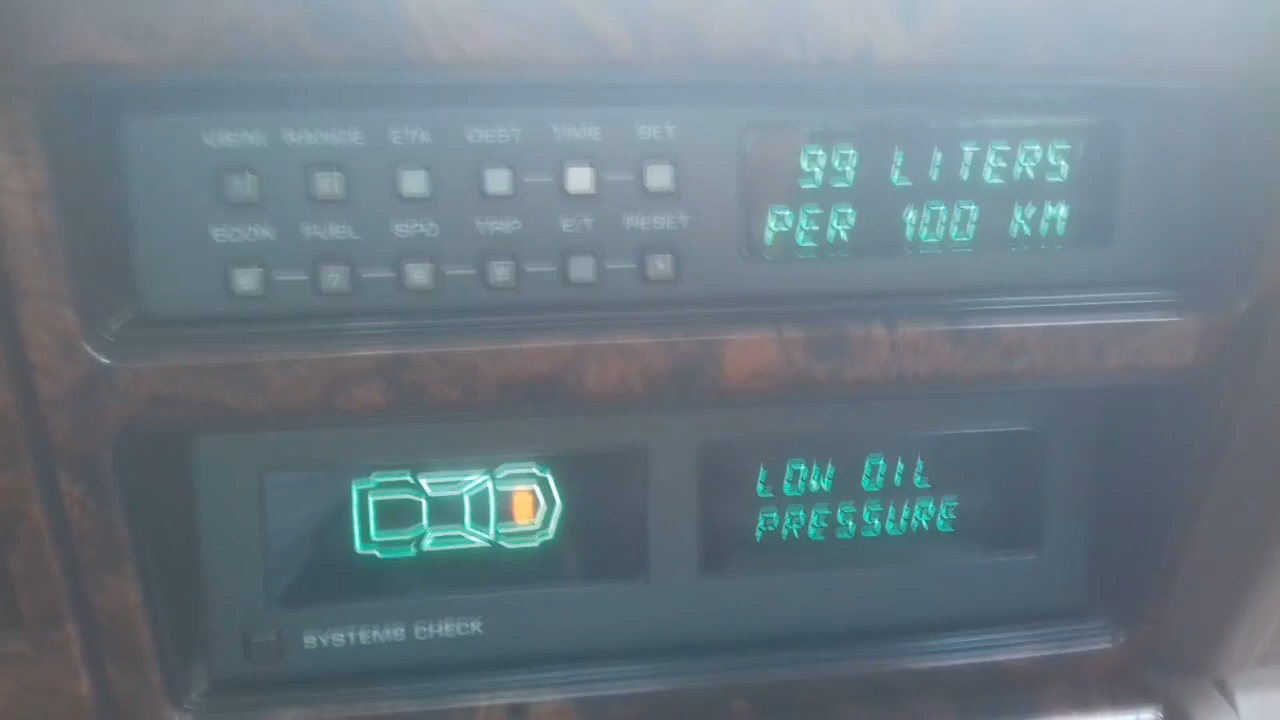 RANGE ETA DEST TIME SET
ECON FUEL SPD TRIP E/T RESET
99 LITERS
PER 100 KM
LOW OIL
PRESSURE
SYSTEMS CHECK